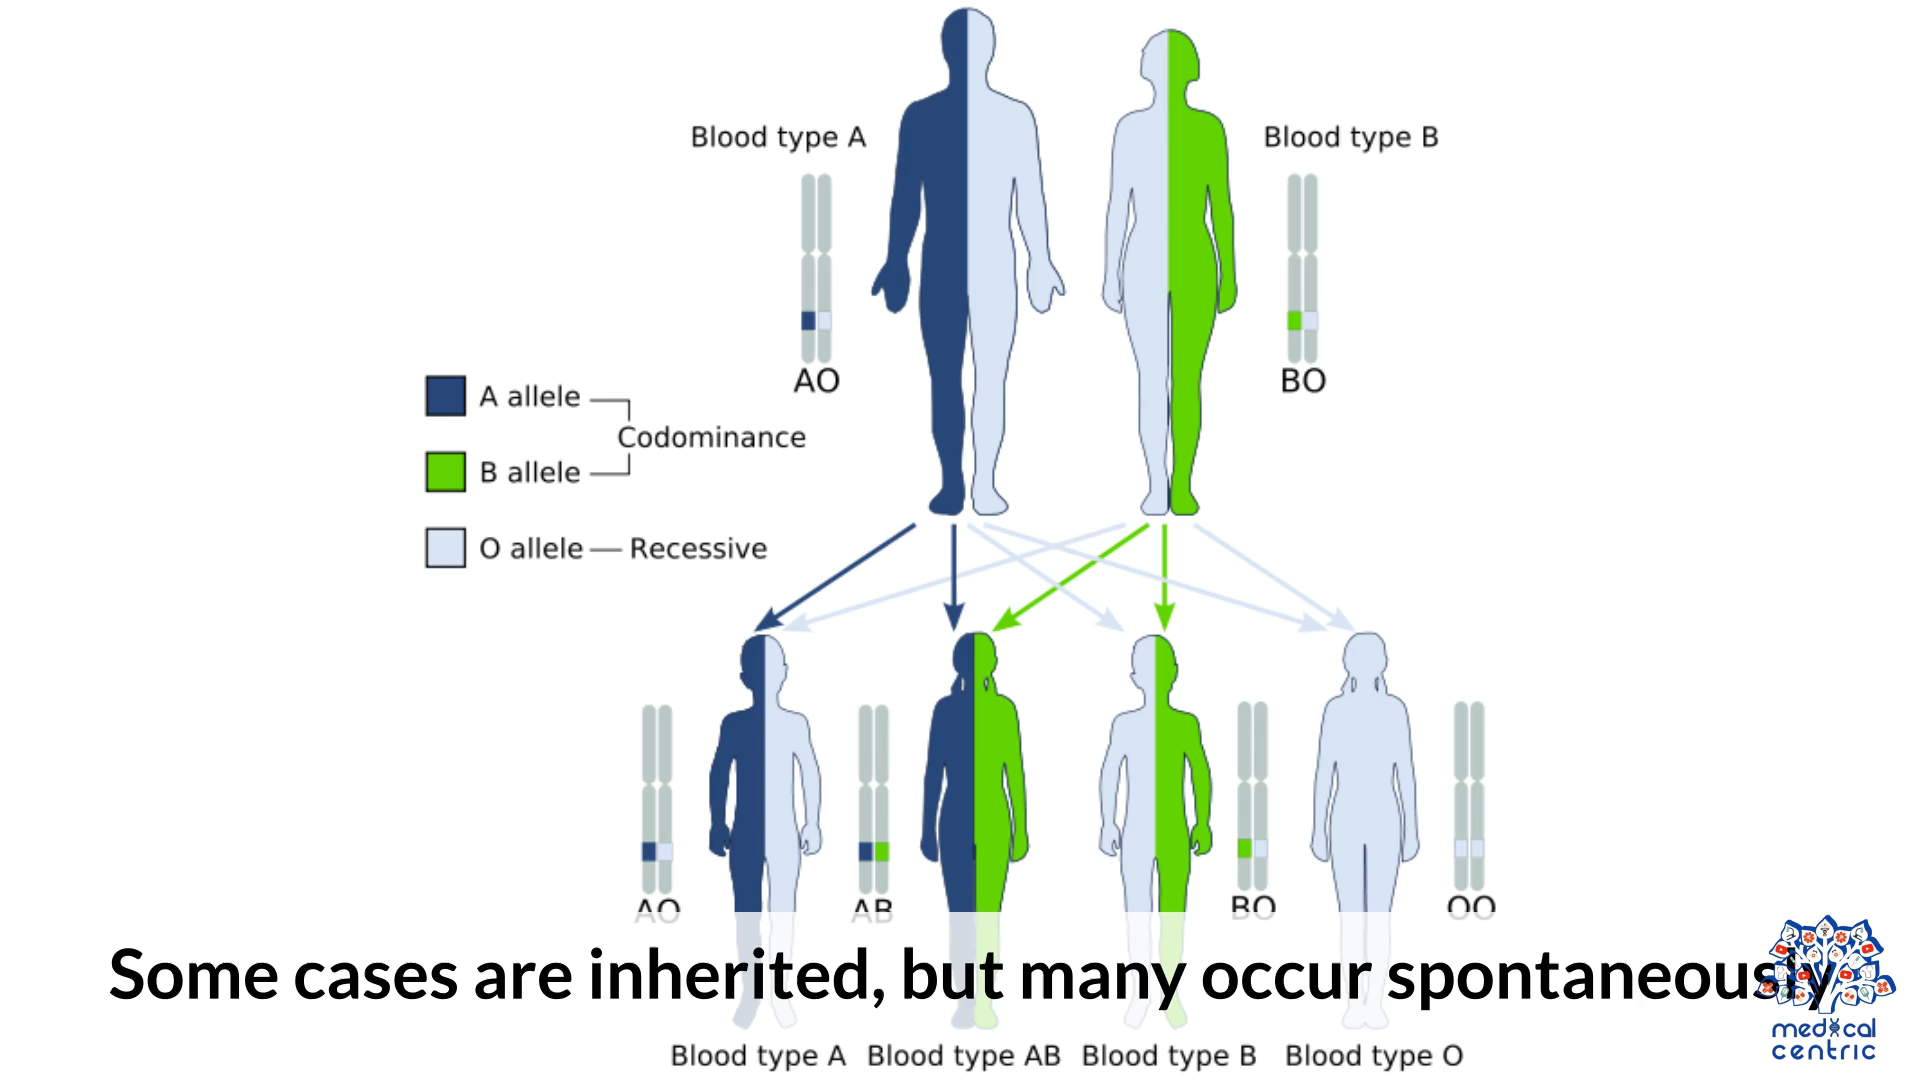 Blood type A
Blood type B
AO
BO
A allele
Codominance
B allele
O allele
Recessive
AO
AB
BO
OO
Some cases are inherited, but many occur spontaneously
Blood type A
Blood type AB
Blood type B
Blood type O
medical
centric